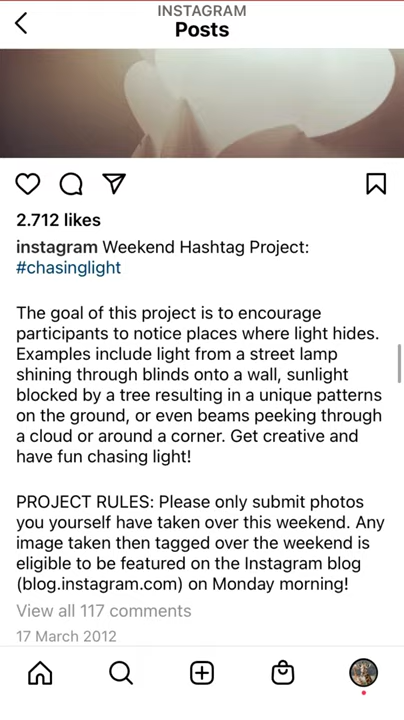 INSTAGRAM
Posts
2.712 likes
instagram Weekend Hashtag Project:
#chasinglight
The goal of this project is to encourage
participants to notice places where light hides.
Examples include light from a street lamp
shining through blinds onto a wall, sunlight
blocked by a tree resulting in a unique patterns
on the ground, or even beams peeking through
a cloud or around a corner. Get creative and
have fun chasing light!
PROJECT RULES: Please only submit photos
you yourself have taken over this weekend. Any
image taken then tagged over the weekend is
eligible to be featured on the Instagram blog
(blog.instagram.com) on Monday morning!
View all 117 comments
17 March 2012